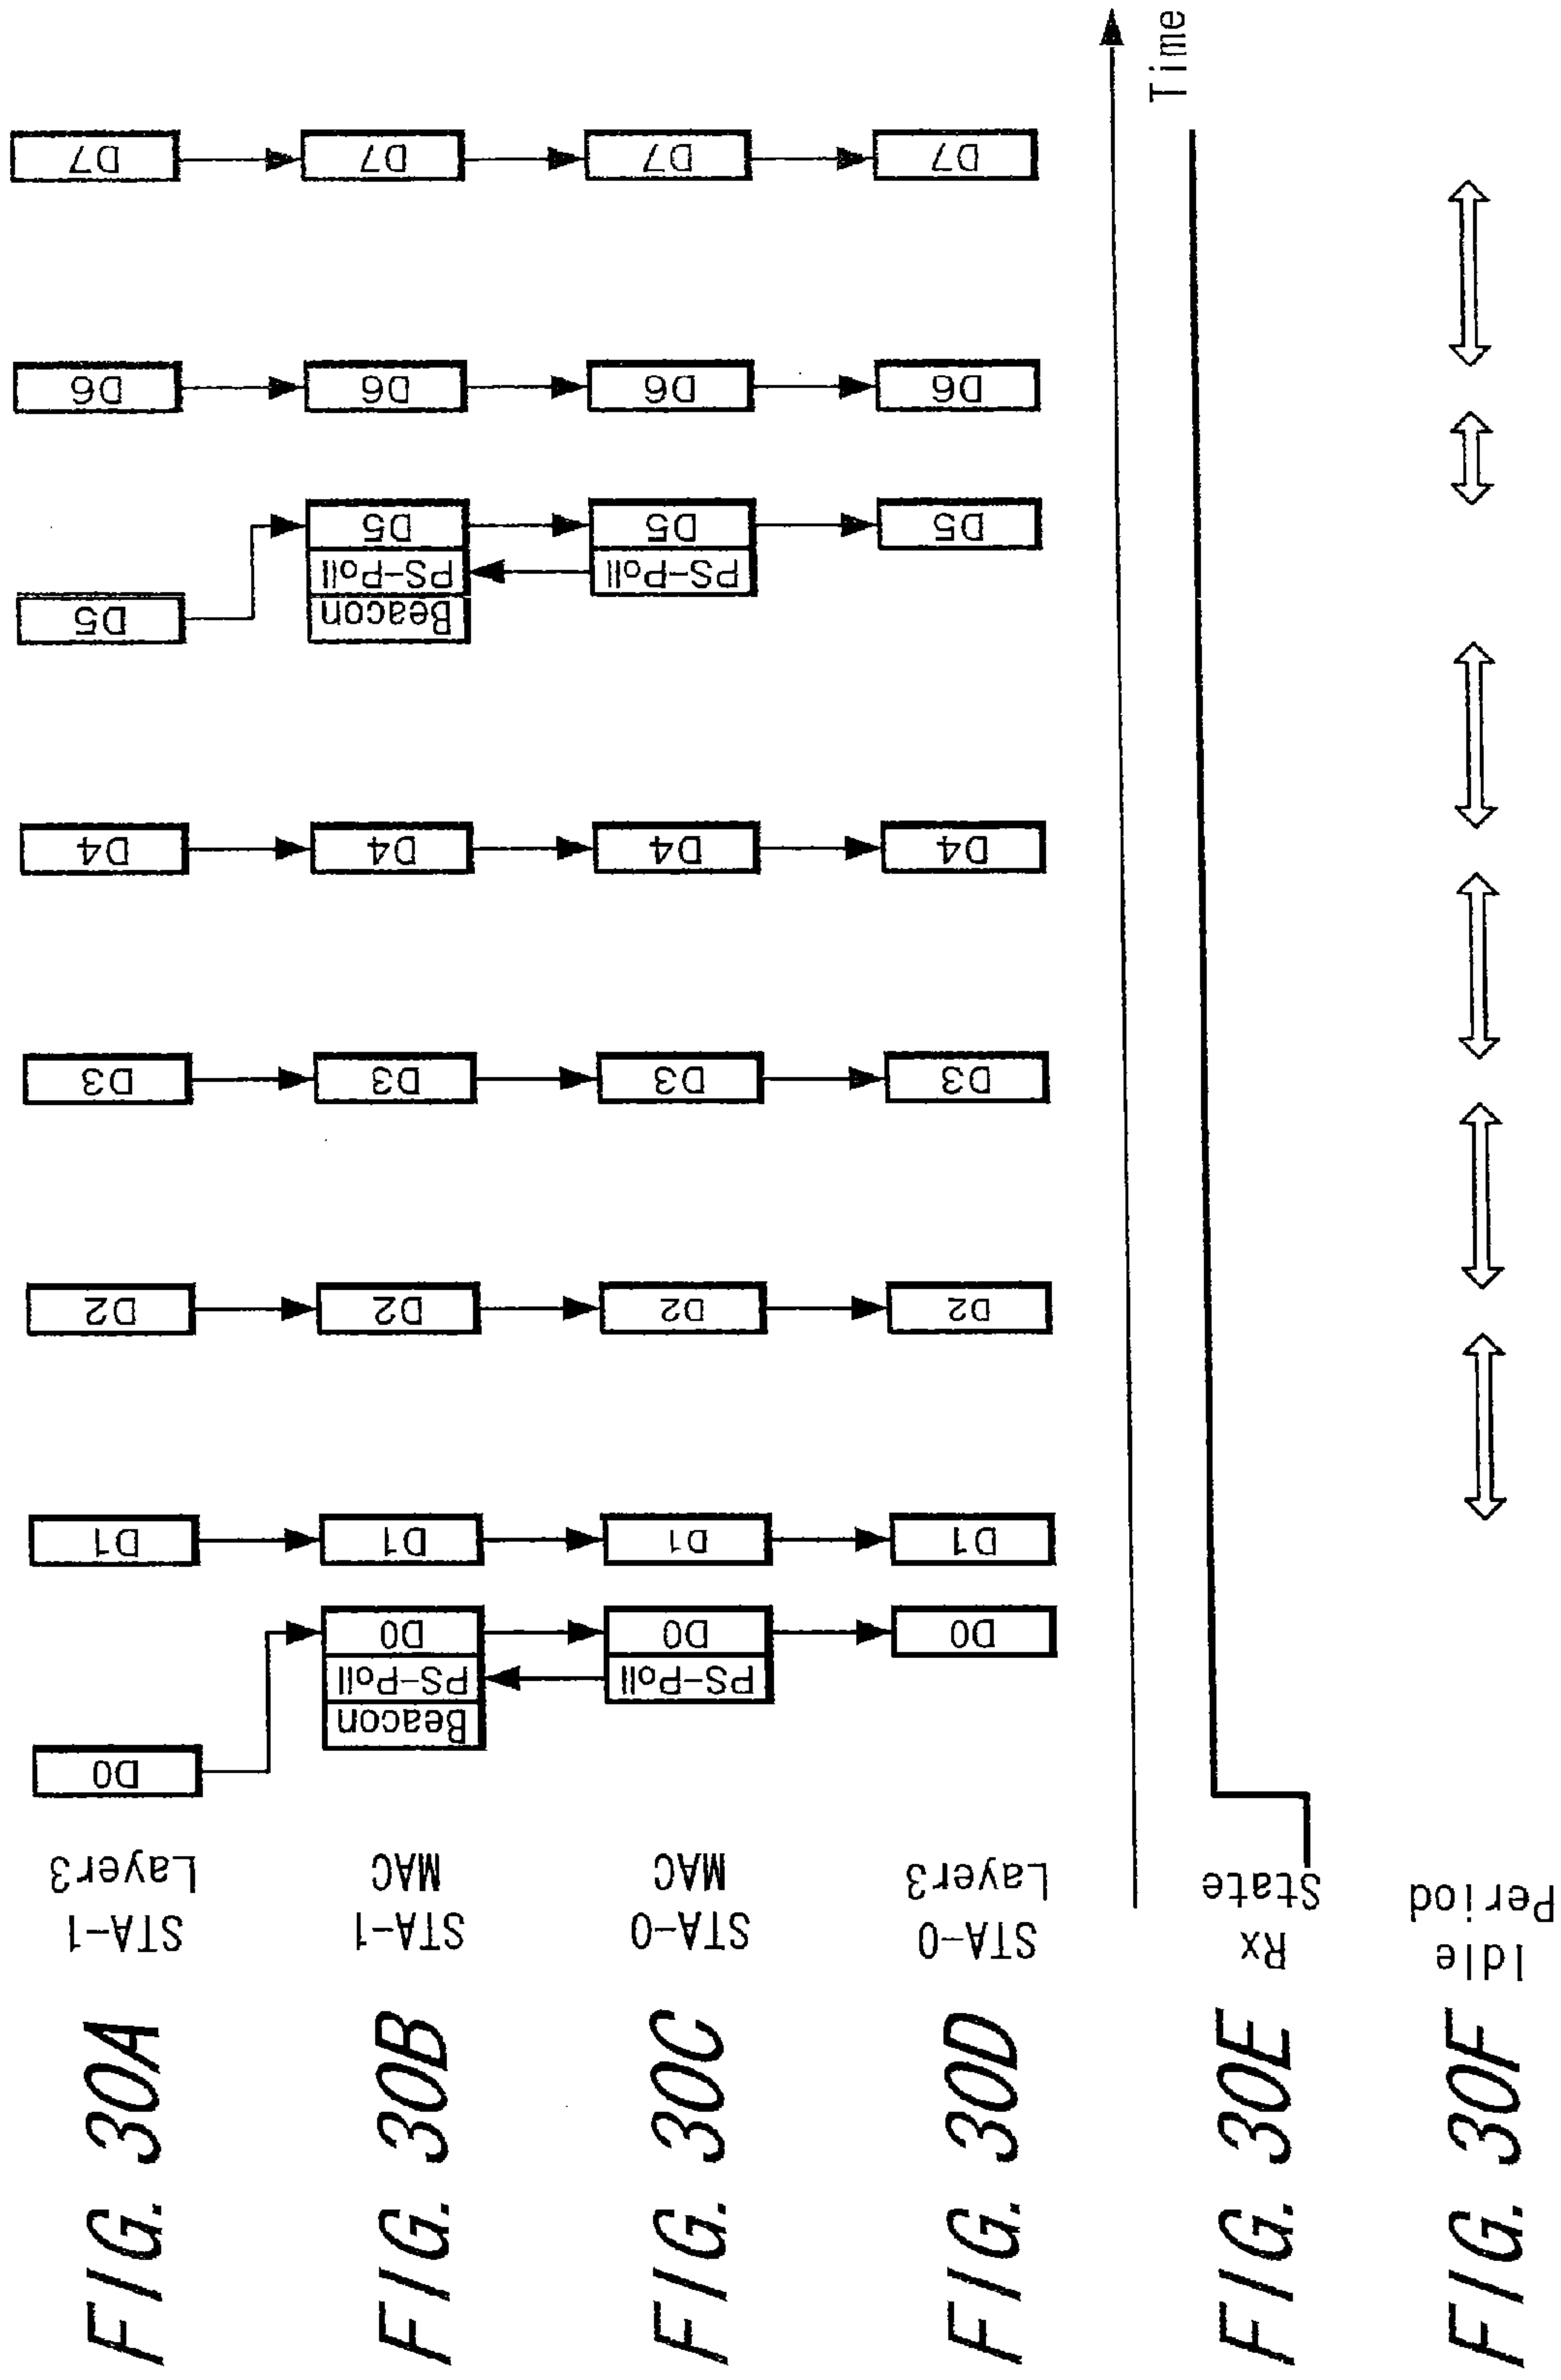 FIG. 30A
STA-1
Layer3
D0
D1
D2
D3
D4
D5
D6
D7
FIG. 30B
STA-1
MAC
Beacon
PS-Poll
D0
D1
D2
D3
D4
Beacon
PS-Poll
D5
D6
D7
FIG. 30C
STA-0
MAC
PS-Poll
D0
D1
D2
D3
D4
PS-Poll
D5
D6
D7
FIG. 30D
STA-0
Layer3
D0
D1
D2
D3
D4
D5
D6
D7
Time
FIG. 30E
Rx
State
FIG. 30F
Idle
Period